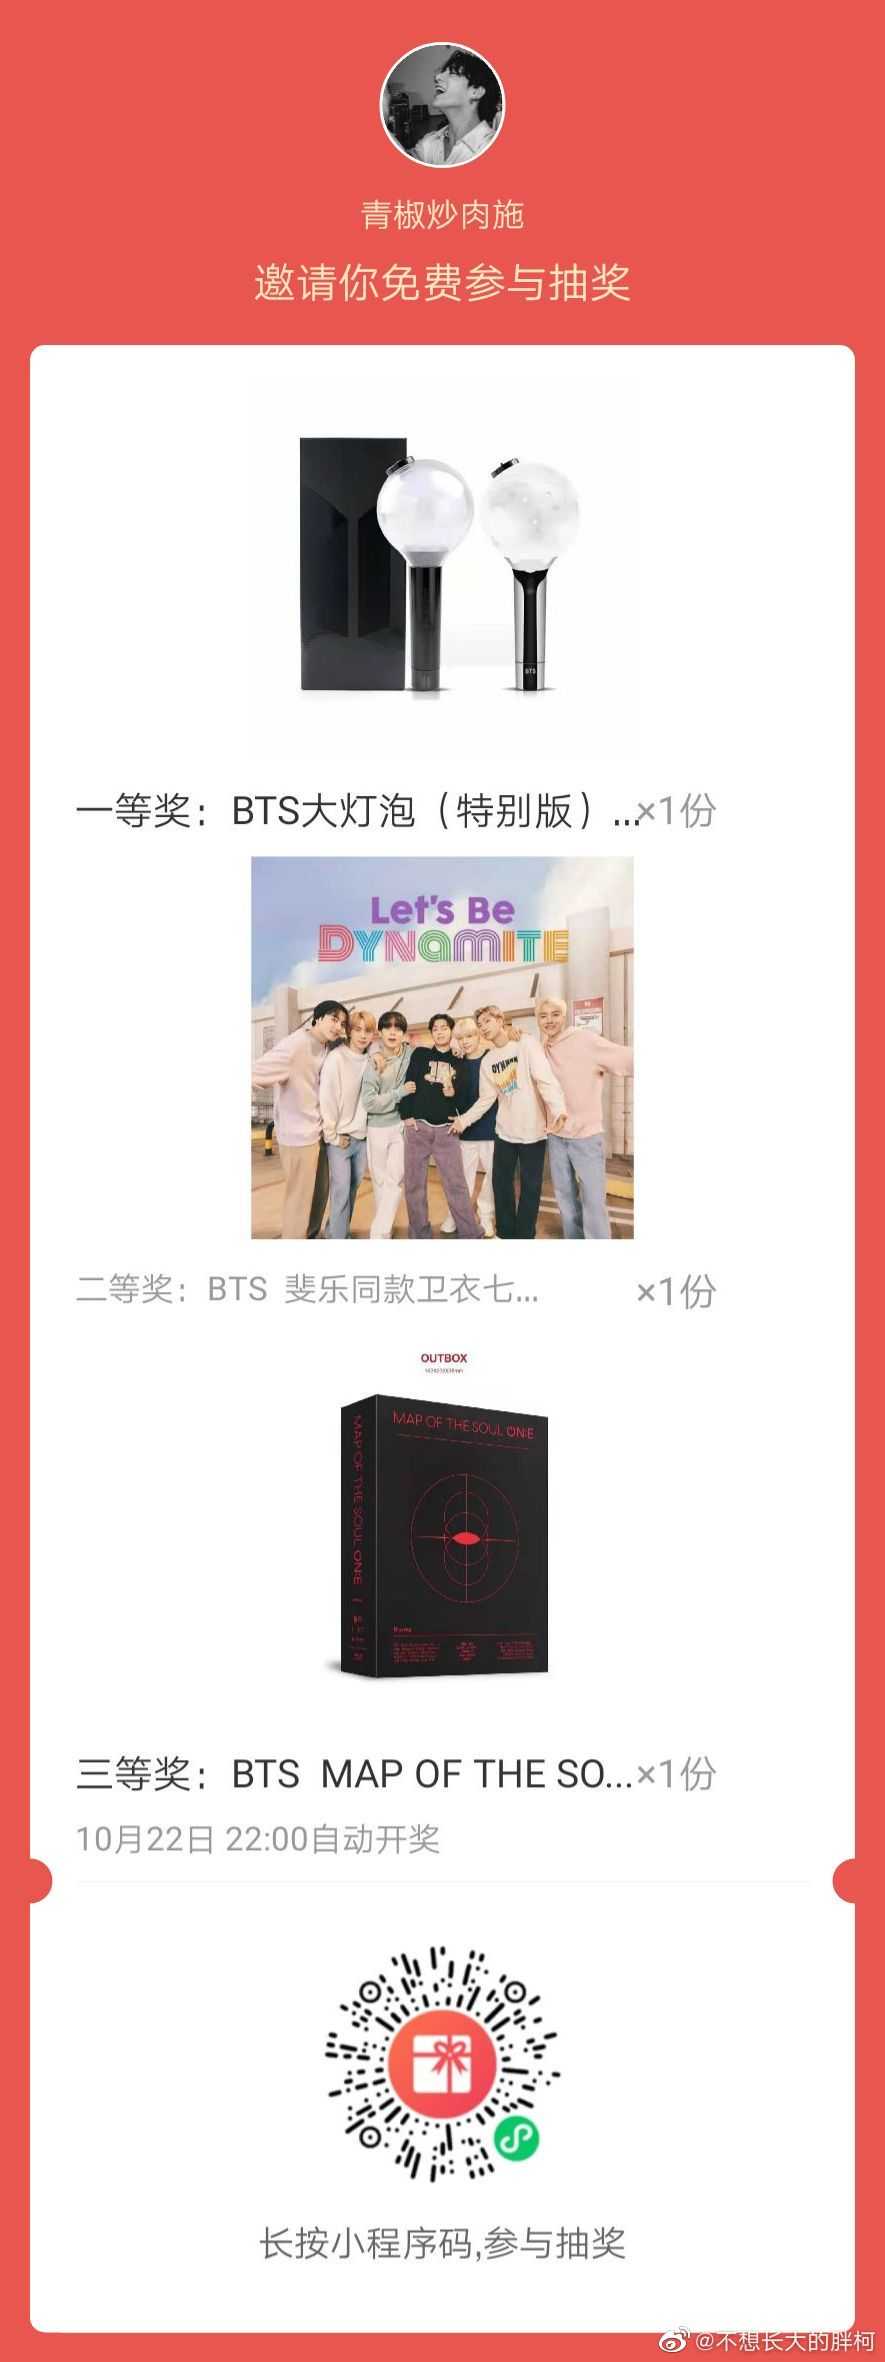 青椒炒肉施
邀请你免费参与抽奖
BTS
一等奖：BTS大灯泡（特别版）...×1份
Let's Be
DYNAMITE
二等奖：BTS 斐乐同款卫衣七... ×1份
OUTBOX
MAP OF THE SOUL ON:E
MAP OF THE SOUL ON:E
三等奖：BTS MAP OF THE SO...×1份
10月22日 22:00自动开奖
长按小程序码,参与抽奖
@不想长大的胖柯